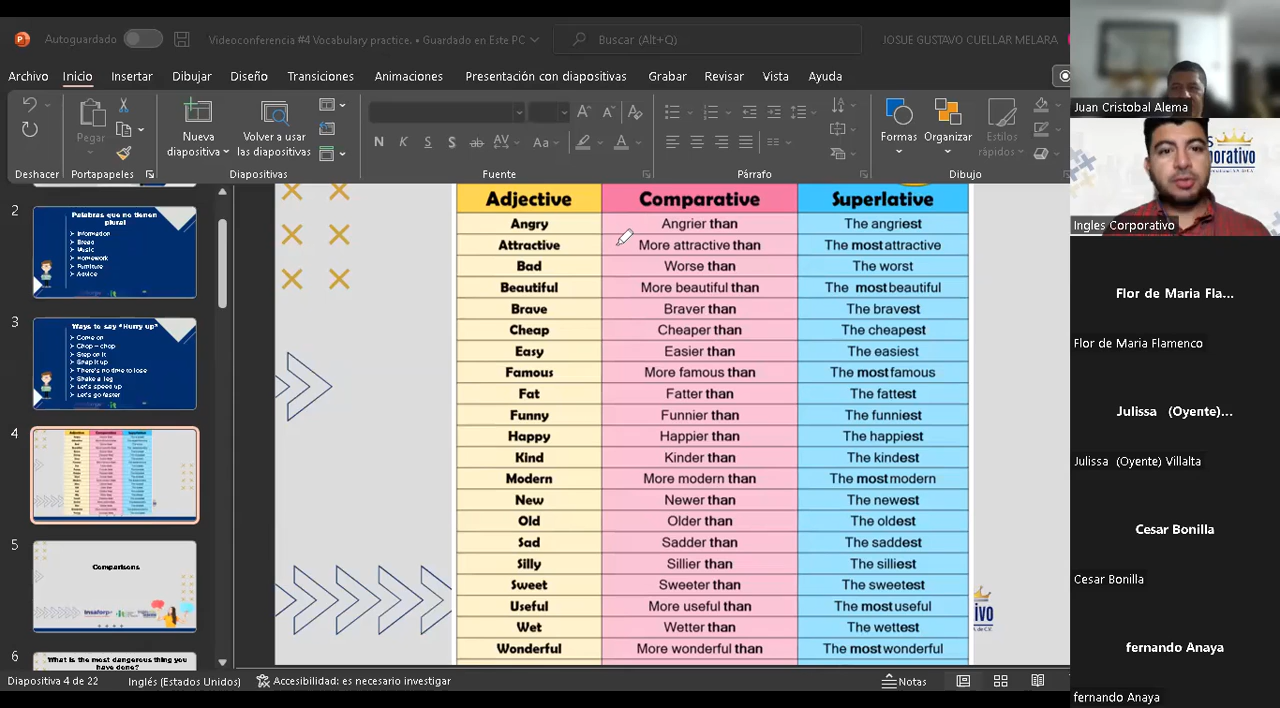 Autoguardado
Videoconferencia #4 Vocabulary practice. • Guardado en Este PC
Buscar (Alt+Q)
JOSUE GUSTAVO CUELLAR MELARA
Archivo Inicio Insertar Dibujar Diseño Transiciones Animaciones Presentación con diapositivas Grabar Revisar Vista Ayuda
Pegar
Nueva diapositiva
Volver a usar las diapositivas
N K S S ab AV Aa A
Formas
Organizar
Estilos rápidos
Deshacer Portapapeles Diapositivas Fuente Párrafo Dibujo
2
Palabras que no tienen plural
Information
Bread
Music
Homework
Furniture
Advice
3
Ways to say "Hurry up"
Come on
Chop – chop
Step on it
Snap it up
There's no time to lose
Shake a leg
Let's speed up
Let's go faster
4
5
Comparisons
insaforp
6
What is the most dangerous thing you have done?
Adjective Comparative Superlative
Angry Angrier than The angriest
Attractive More attractive than The most attractive
Bad Worse than The worst
Beautiful More beautiful than The most beautiful
Brave Braver than The bravest
Cheap Cheaper than The cheapest
Easy Easier than The easiest
Famous More famous than The most famous
Fat Fatter than The fattest
Funny Funnier than The funniest
Happy Happier than The happiest
Kind Kinder than The kindest
Modern More modern than The most modern
New Newer than The newest
Old Older than The oldest
Sad Sadder than The saddest
Silly Sillier than The silliest
Sweet Sweeter than The sweetest
Useful More useful than The most useful
Wet Wetter than The wettest
Wonderful More wonderful than The most wonderful
Diapositiva 4 de 22
Inglés (Estados Unidos)
Accesibilidad: es necesario investigar
Notas
Juan Cristobal Alema
Ingles Corporativo
Flor de Maria Fla...
Flor de Maria Flamenco
Julissa (Oyente)...
Julissa (Oyente) Villalta
Cesar Bonilla
Cesar Bonilla
fernando Anaya
fernando Anaya